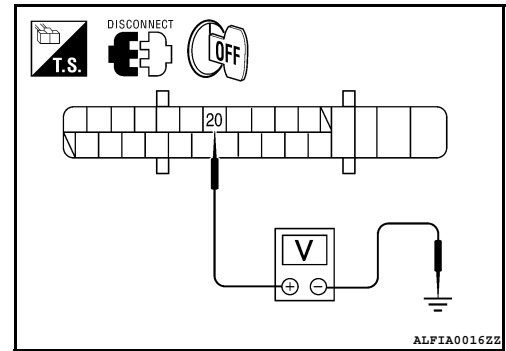 DISCONNECT
T.S.
OFF
20
V
+ −
ALFIA0016ZZ